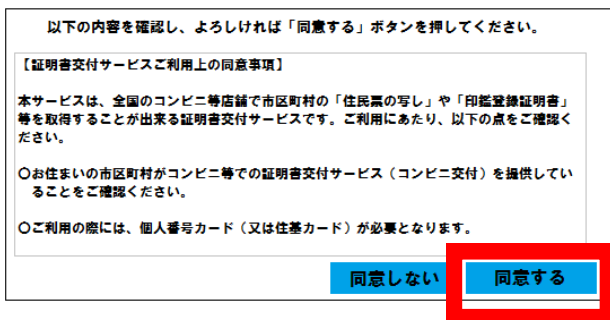 以下の内容を確認し、よろしければ「同意する」ボタンを押してください。
【証明書交付サービスご利用上の同意事項】
本サービスは、全国のコンビニ等店舗で市区町村の「住民票の写し」や「印鑑登録証明書」
等を取得することが出来る証明書交付サービスです。ご利用にあたり、以下の点をご確認く
ださい。
〇お住まいの市区町村がコンビニ等での証明書交付サービス（コンビニ交付）を提供してい
ることをご確認ください。
〇ご利用の際には、個人番号カード（又は住基カード）が必要となります。
同意しない 同意する